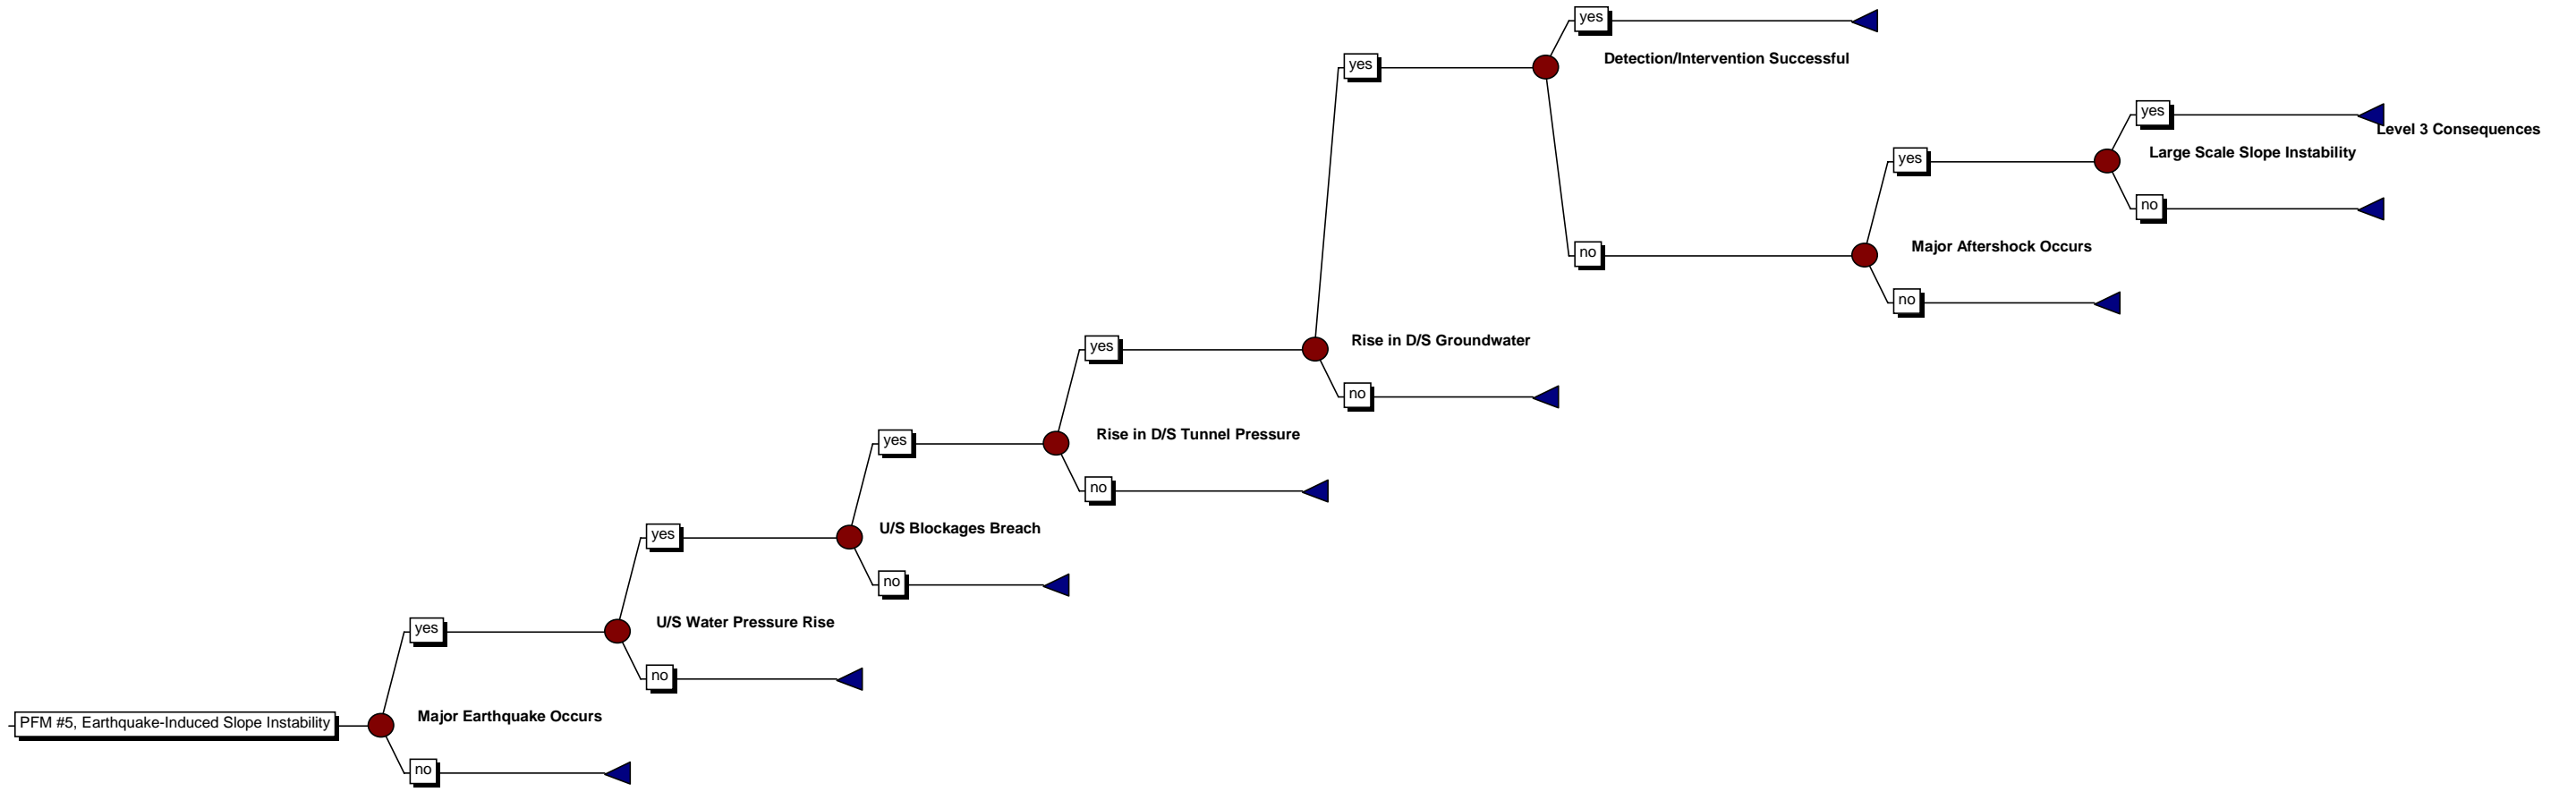 yes
Detection/Intervention Successful
yes
yes
Level 3 Consequences
yes
Large Scale Slope Instability
no
Major Aftershock Occurs
no
no
yes
Rise in D/S Groundwater
no
yes
Rise in D/S Tunnel Pressure
no
yes
U/S Blockages Breach
no
yes
U/S Water Pressure Rise
no
PFM #5, Earthquake-Induced Slope Instability
Major Earthquake Occurs
no